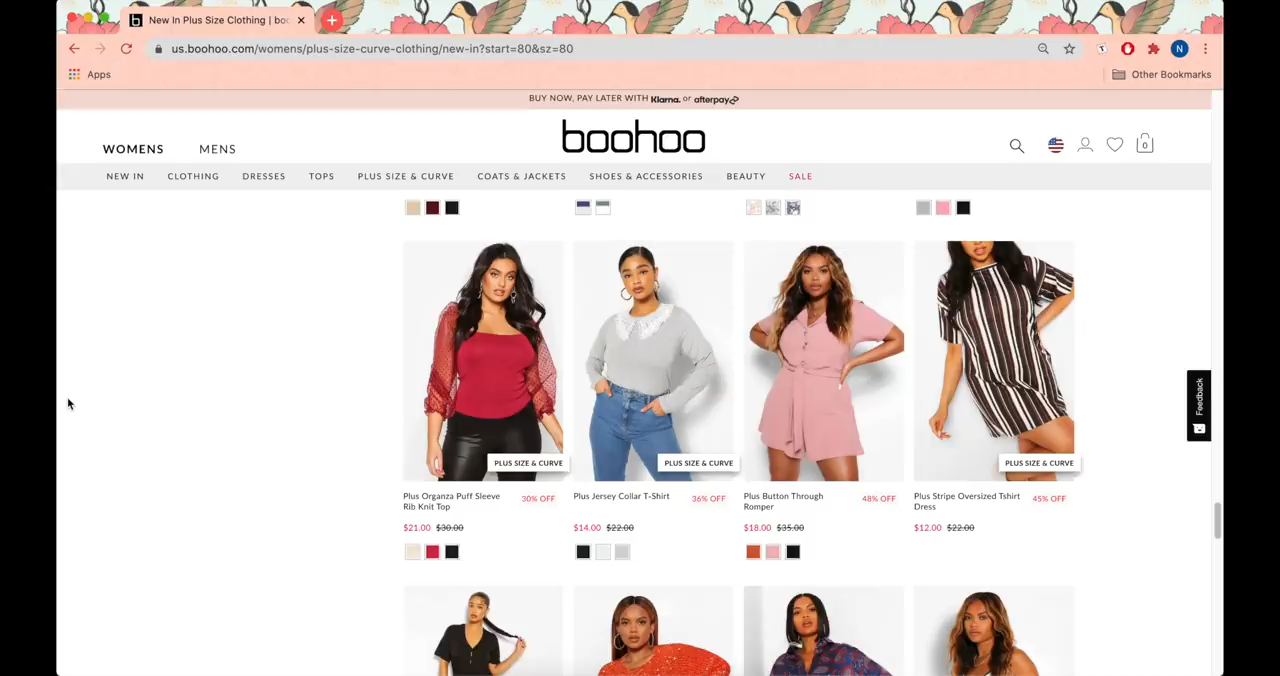 New In Plus Size Clothing | boo
us.boohoo.com/womens/plus-size-curve-clothing/new-in?start=80&sz=80
N
Apps
Other Bookmarks
BUY NOW, PAY LATER WITH Klarna. or afterpay
WOMENS MENS
boohoo
0
NEW IN CLOTHING DRESSES TOPS PLUS SIZE & CURVE COATS & JACKETS SHOES & ACCESSORIES BEAUTY SALE
Feedback
PLUS SIZE & CURVE PLUS SIZE & CURVE PLUS SIZE & CURVE
Plus Organza Puff Sleeve
Rib Knit Top
30% OFF
$21.00 $30.00
Plus Jersey Collar T-Shirt
36% OFF
$14.00 $22.00
Plus Button Through
Romper
48% OFF
$18.00 $35.00
Plus Stripe Oversized Tshirt
Dress
45% OFF
$12.00 $22.00